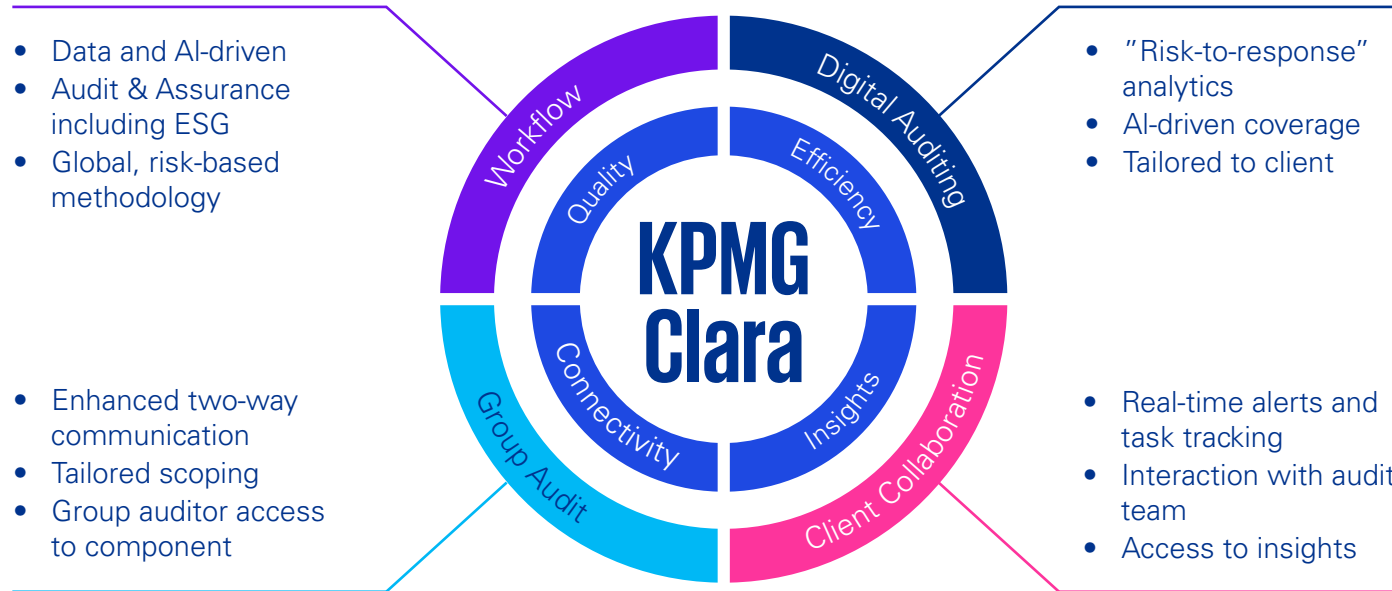 • Data and AI-driven
• Audit & Assurance
including ESG
• Global, risk-based
methodology
• ”Risk-to-response”
analytics
• AI-driven coverage
• Tailored to client
Workflow
Digital Auditing
Quality
Efficiency
KPMG
Clara
Connectivity
Insights
Group Audit
Client Collaboration
• Enhanced two-way
communication
• Tailored scoping
• Group auditor access
to component
• Real-time alerts and
task tracking
• Interaction with audit
team
• Access to insights